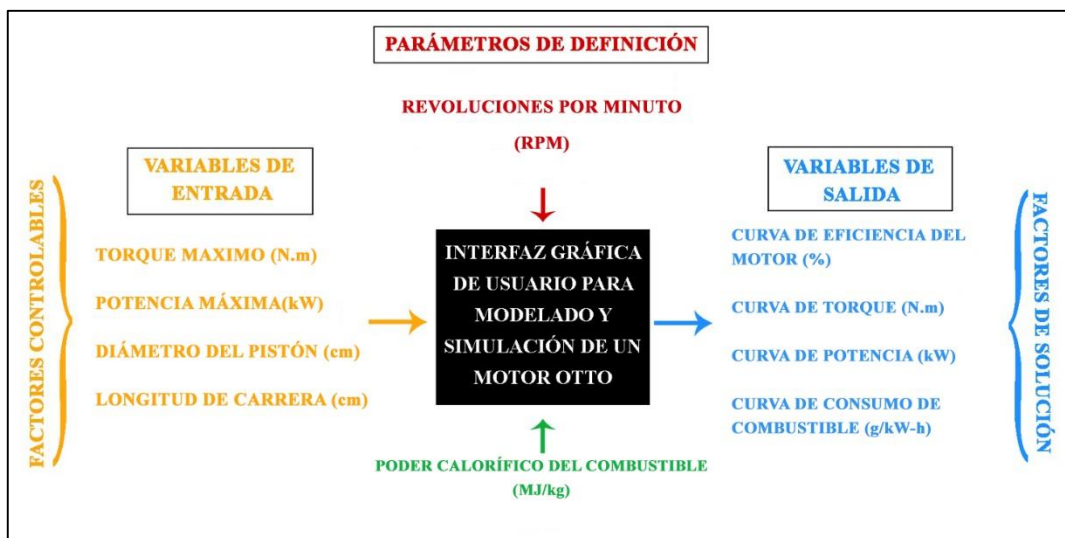 PARÁMETROS DE DEFINICIÓN
REVOLUCIONES POR MINUTO
(RPM)
FACTORES CONTROLABLES
VARIABLES DE
ENTRADA
TORQUE MAXIMO (N.m)
POTENCIA MÁXIMA(kW)
DIÁMETRO DEL PISTÓN (cm)
LONGITUD DE CARRERA (cm)
INTERFAZ GRÁFICA
DE USUARIO PARA
MODELADO Y
SIMULACIÓN DE UN
MOTOR OTTO
PODER CALORÍFICO DEL COMBUSTIBLE
(MJ/kg)
VARIABLES DE
SALIDA
CURVA DE EFICIENCIA DEL
MOTOR (%)
CURVA DE TORQUE (N.m)
CURVA DE POTENCIA (kW)
CURVA DE CONSUMO DE
COMBUSTIBLE (g/kW-h)
FACTORES DE SOLUCIÓN